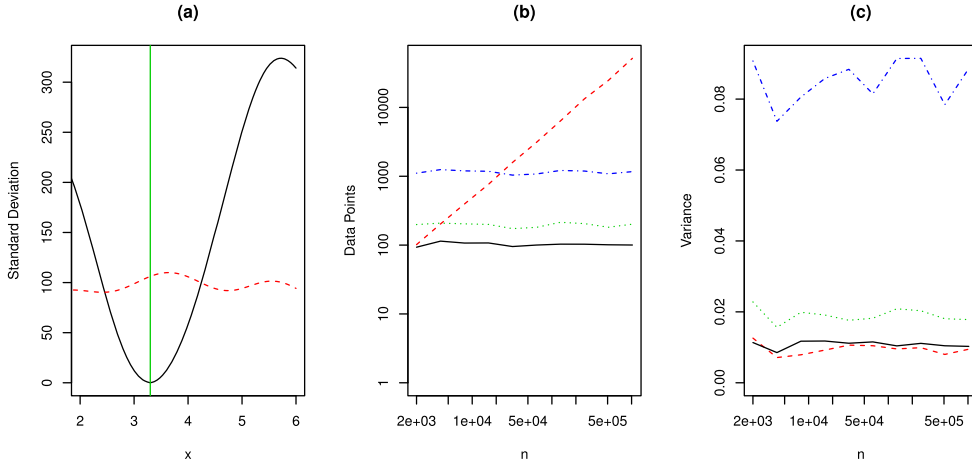 (a)
Standard Deviation
0
50
100
150
200
250
300
2 3 4 5 6
x
(b)
Data Points
1
10
100
1000
10000
2e+03 1e+04 5e+04 5e+05
n
(c)
Variance
0.00
0.02
0.04
0.06
0.08
2e+03 1e+04 5e+04 5e+05
n